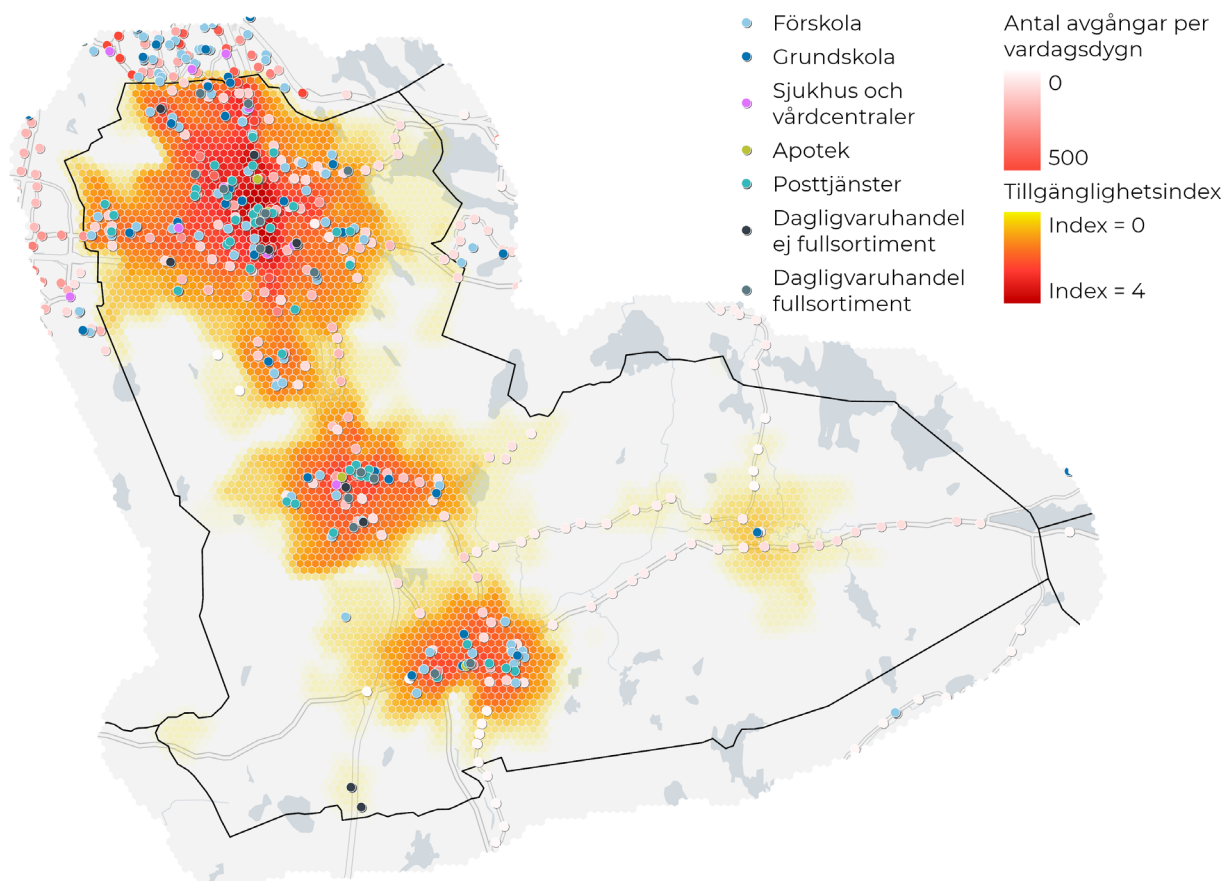 Förskola
Grundskola
Sjukhus och
vårdcentraler
Apotek
Posttjänster
Dagligvaruhandel
ej fullsortiment
Dagligvaruhandel
fullsortiment
Antal avgångar per
vardagsdygn
0
500
Tillgänglighetsindex
Index = 0
Index = 4